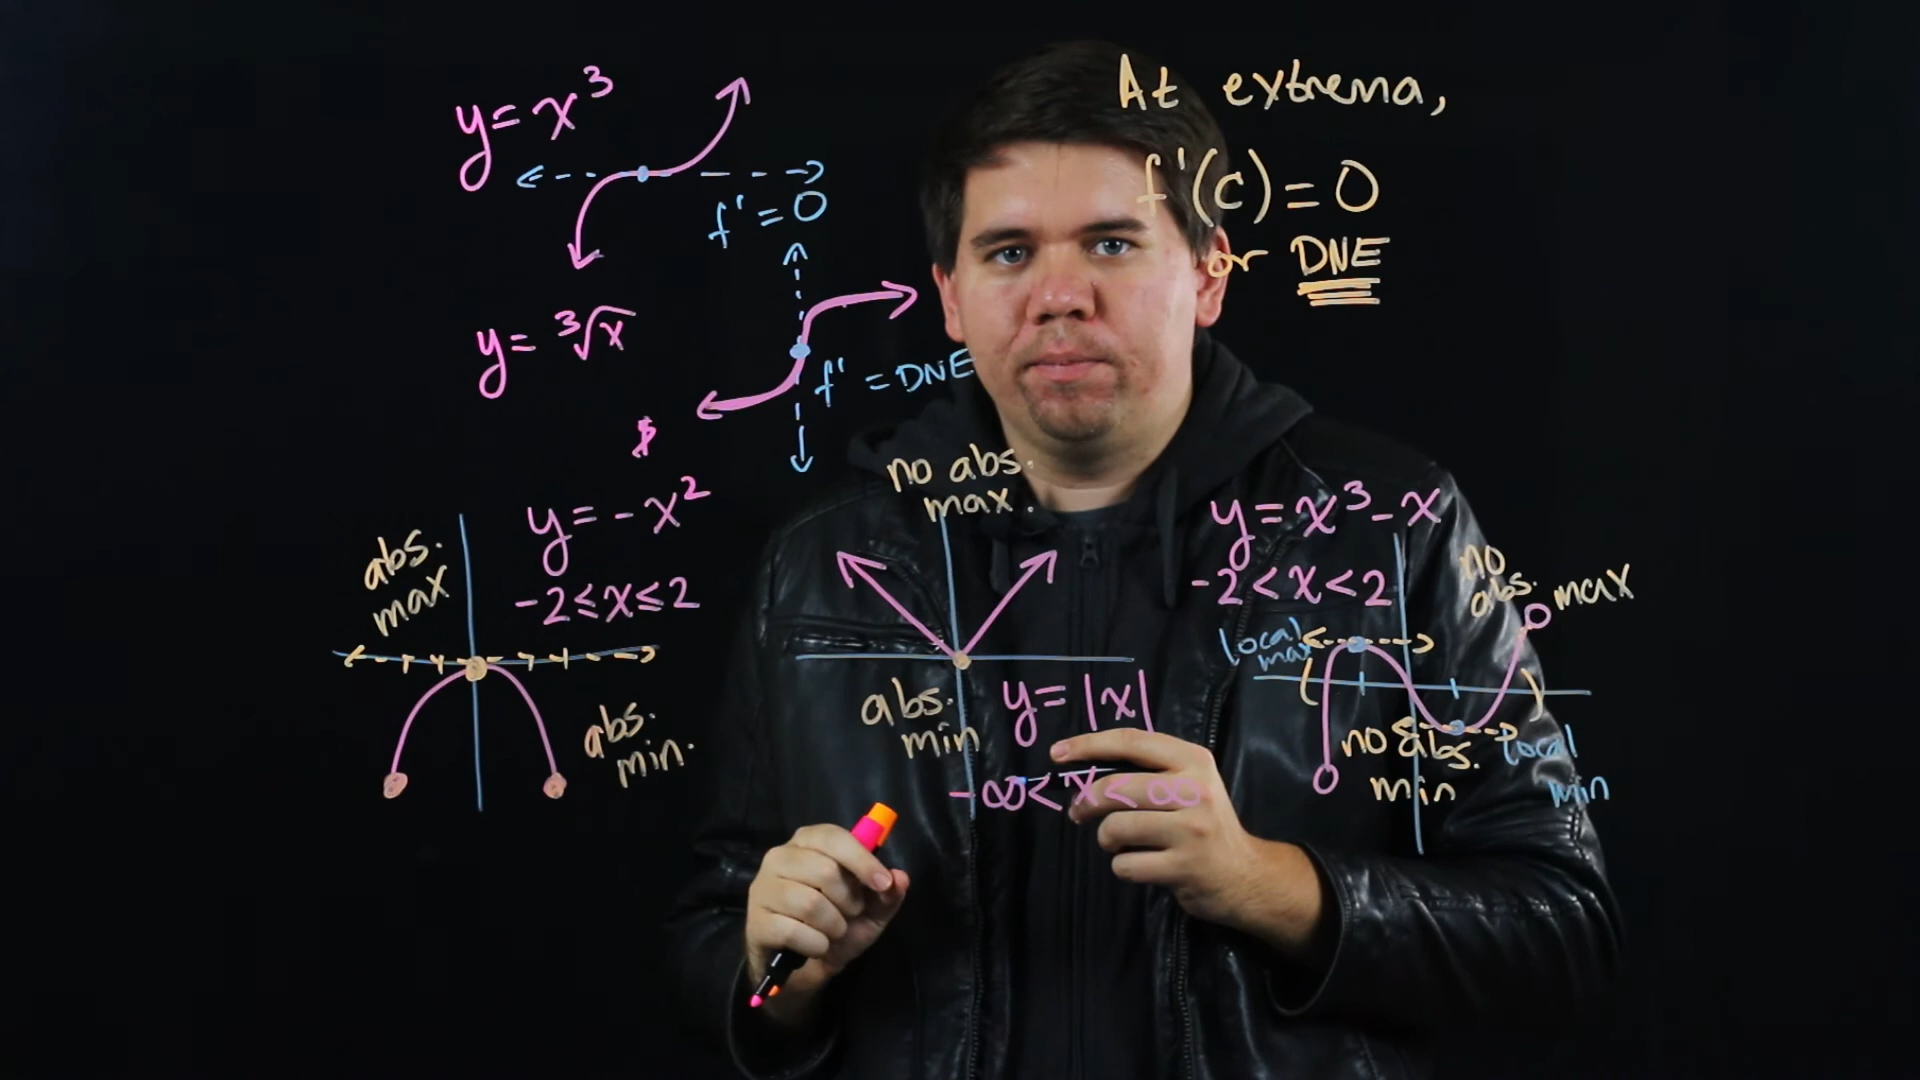 y = x³
f' = 0
y = ³√x
f' = DNE
At extrema,
f'(c) = 0
or DNE
y = -x²
-2 ≤ x ≤ 2
abs.
max
abs.
min.
no abs.
max.
abs.
min
y = |x|
-∞ < x < ∞
y = x³ - x
-2 < x < 2
no
abs.
max
local
max
no abs.
min
local
min